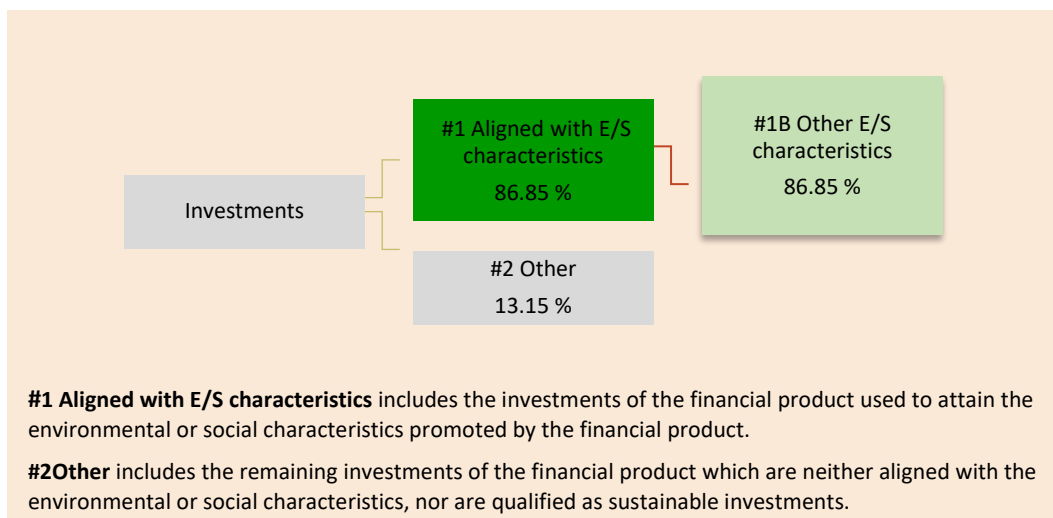 #1 Aligned with E/S
characteristics
86.85 %
#1B Other E/S
characteristics
86.85 %
Investments
#2 Other
13.15 %
#1 Aligned with E/S characteristics includes the investments of the financial product used to attain the
environmental or social characteristics promoted by the financial product.
#2Other includes the remaining investments of the financial product which are neither aligned with the
environmental or social characteristics, nor are qualified as sustainable investments.